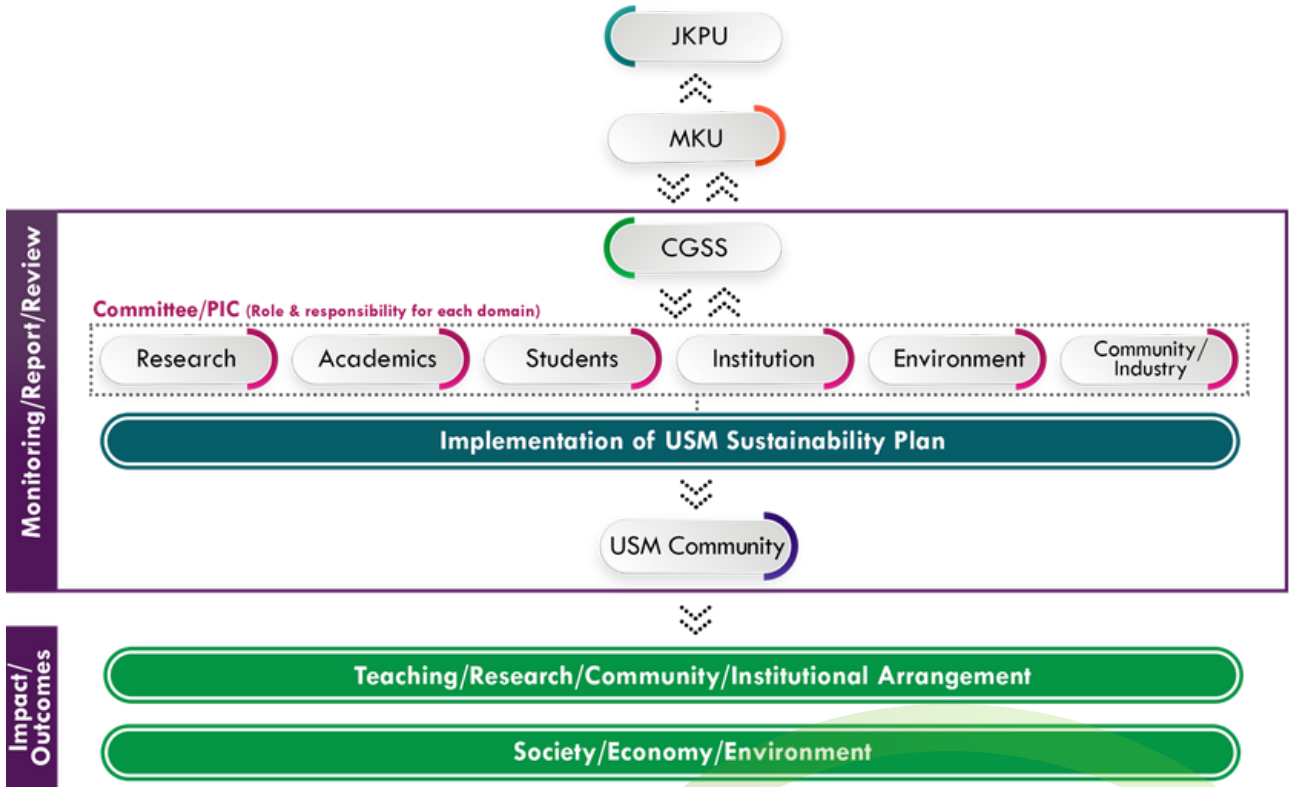 JKPU
MKU
Monitoring/Report/Review
CGSS
Committee/PIC (Role & responsibility for each domain)
Research
Academics
Students
Institution
Environment
Community/
Industry
Implementation of USM Sustainability Plan
USM Community
Impact/
Outcomes
Teaching/Research/Community/Institutional Arrangement
Society/Economy/Environment